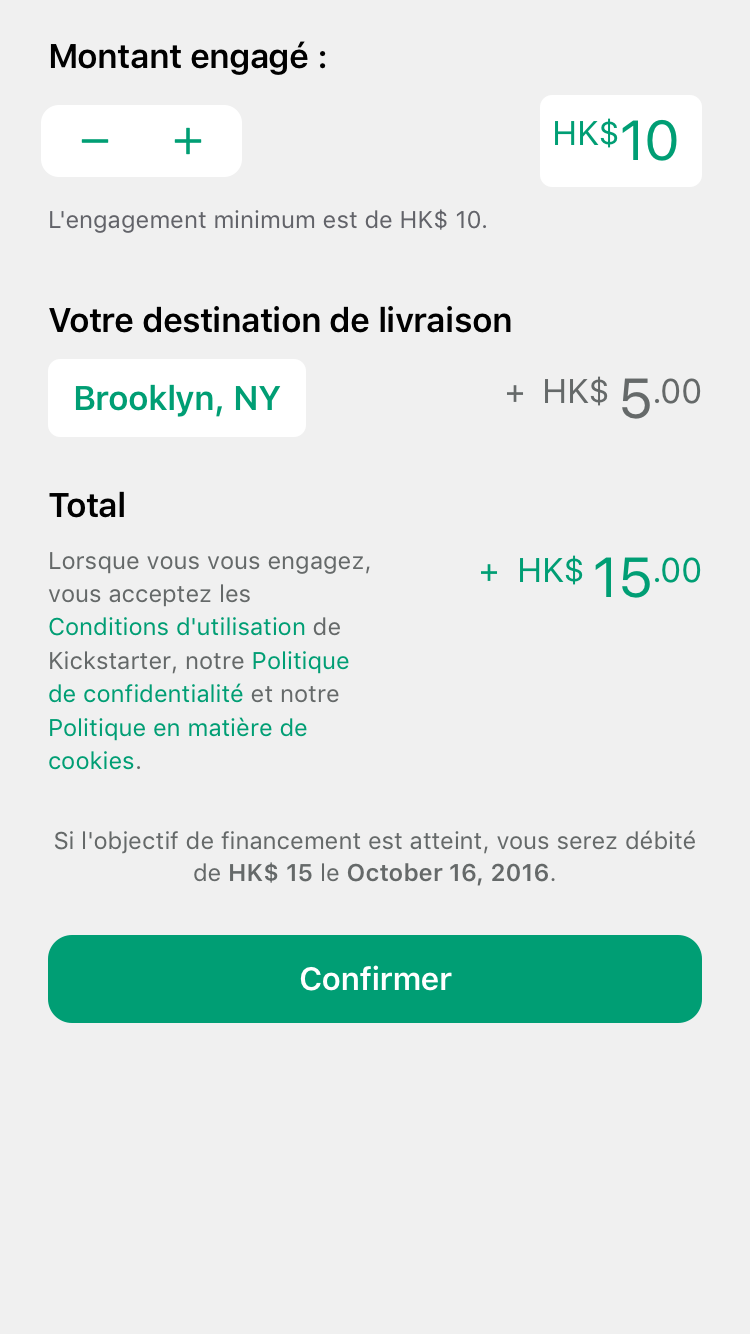 Montant engagé :
− +
HK$10
L'engagement minimum est de HK$ 10.
Votre destination de livraison
Brooklyn, NY
+ HK$ 5.00
Total
Lorsque vous vous engagez,
vous acceptez les
Conditions d'utilisation de
Kickstarter, notre Politique
de confidentialité et notre
Politique en matière de
cookies.
+ HK$ 15.00
Si l'objectif de financement est atteint, vous serez débité
de HK$ 15 le October 16, 2016.
Confirmer